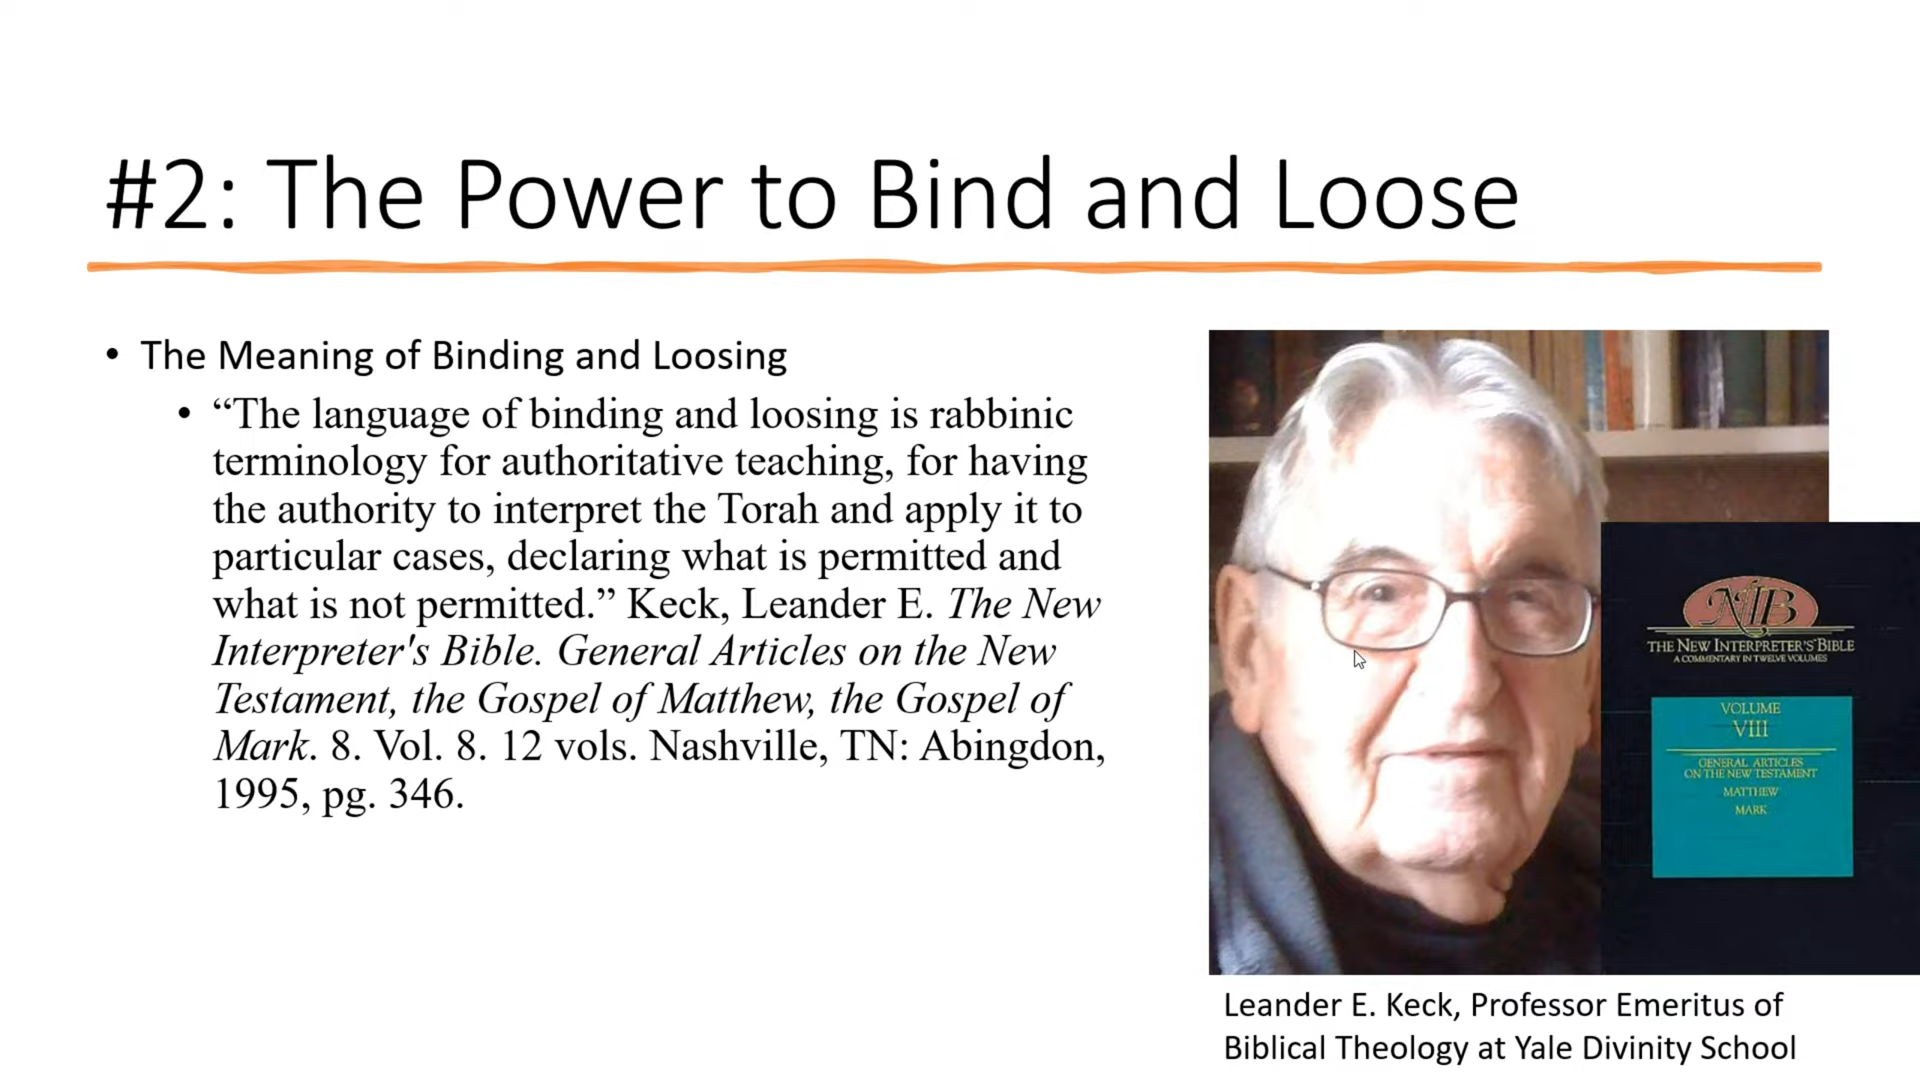 #2: The Power to Bind and Loose
• The Meaning of Binding and Loosing
• “The language of binding and loosing is rabbinic
terminology for authoritative teaching, for having
the authority to interpret the Torah and apply it to
particular cases, declaring what is permitted and
what is not permitted.” Keck, Leander E. The New
Interpreter's Bible. General Articles on the New
Testament, the Gospel of Matthew, the Gospel of
Mark. 8. Vol. 8. 12 vols. Nashville, TN: Abingdon,
1995, pg. 346.
NIB
THE NEW INTERPRETER'S BIBLE
A COMMENTARY IN TWELVE VOLUMES
VOLUME
VIII
GENERAL ARTICLES
ON THE NEW TESTAMENT
MATTHEW
MARK
Leander E. Keck, Professor Emeritus of
Biblical Theology at Yale Divinity School